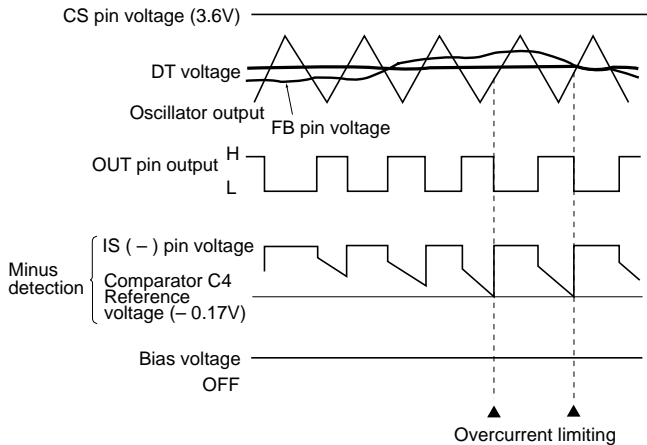 CS pin voltage (3.6V)
DT voltage
Oscillator output
FB pin voltage
OUT pin output
H
L
Minus
detection
IS ( – ) pin voltage
Comparator C4
Reference
voltage (– 0.17V)
Bias voltage
OFF
Overcurrent limiting